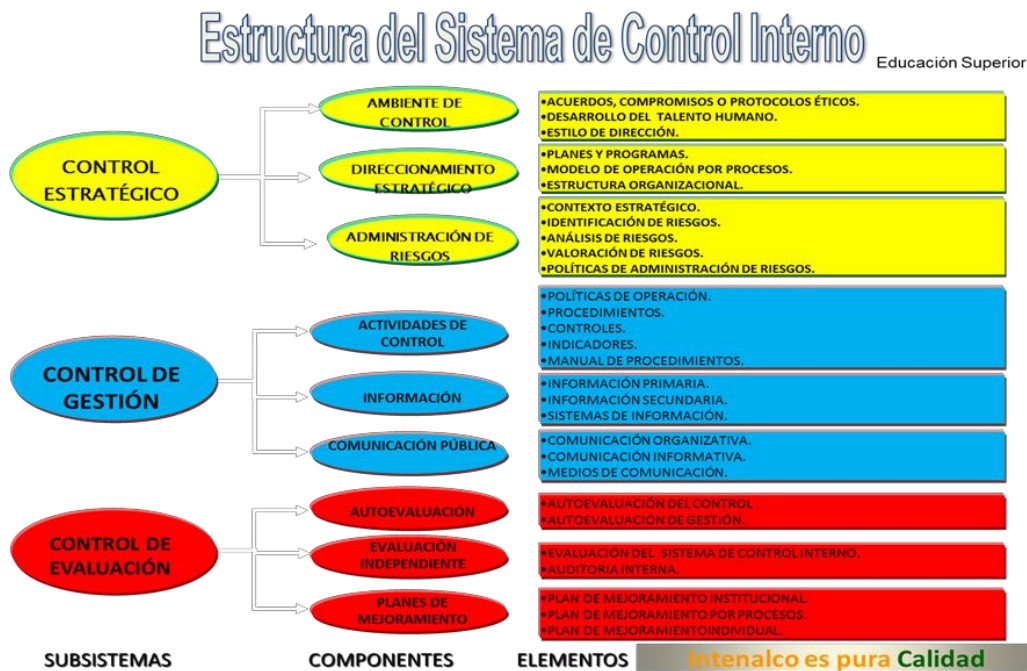 Estructura del Sistema de Control Interno
Educación Superior
CONTROL
ESTRATÉGICO
AMBIENTE DE
CONTROL
•ACUERDOS, COMPROMISOS O PROTOCOLOS ÉTICOS.
•DESARROLLO DEL TALENTO HUMANO.
•ESTILO DE DIRECCIÓN.
DIRECCIONAMIENTO
ESTRATÉGICO
•PLANES Y PROGRAMAS.
•MODELO DE OPERACIÓN POR PROCESOS.
•ESTRUCTURA ORGANIZACIONAL.
ADMINISTRACIÓN DE
RIESGOS
•CONTEXTO ESTRATÉGICO.
•IDENTIFICACIÓN DE RIESGOS.
•ANÁLISIS DE RIESGOS.
•VALORACIÓN DE RIESGOS.
•POLÍTICAS DE ADMINISTRACIÓN DE RIESGOS.
CONTROL DE
GESTIÓN
ACTIVIDADES DE
CONTROL
•POLÍTICAS DE OPERACIÓN.
•PROCEDIMIENTOS.
•CONTROLES.
•INDICADORES.
•MANUAL DE PROCEDIMIENTOS.
INFORMACIÓN
•INFORMACIÓN PRIMARIA.
•INFORMACIÓN SECUNDARIA.
•SISTEMAS DE INFORMACIÓN.
COMUNICACIÓN PÚBLICA
•COMUNICACIÓN ORGANIZATIVA.
•COMUNICACIÓN INFORMATIVA.
•MEDIOS DE COMUNICACIÓN.
CONTROL DE
EVALUACIÓN
AUTOEVALUACIÓN
•AUTOEVALUACIÓN DEL CONTROL
•AUTOEVALUACIÓN DE GESTIÓN.
EVALUACIÓN
INDEPENDIENTE
•EVALUACIÓN DEL SISTEMA DE CONTROL INTERNO.
•AUDITORIA INTERNA.
PLANES DE
MEJORAMIENTO
•PLAN DE MEJORAMIENTO INSTITUCIONAL.
•PLAN DE MEJORAMIENTO POR PROCESOS.
•PLAN DE MEJORAMIENTOINDIVIDUAL.
SUBSISTEMAS
COMPONENTES
ELEMENTOS
Intenalco es pura Calidad